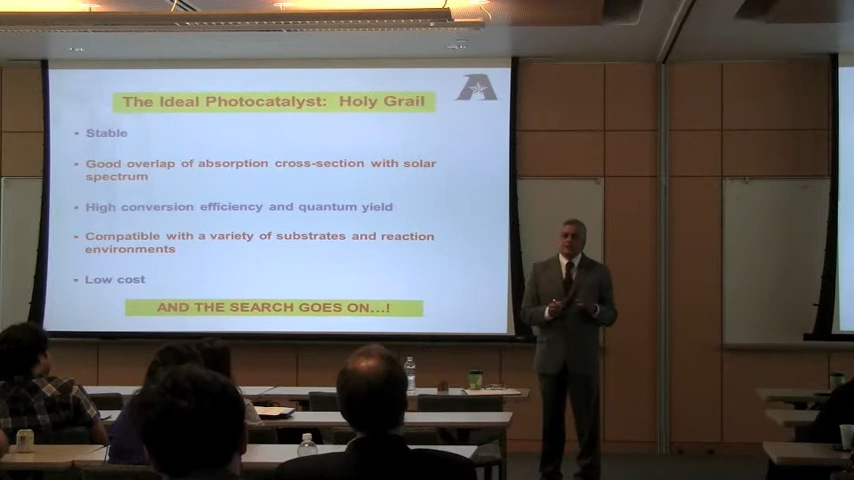 The Ideal Photocatalyst: Holy Grail
A
• Stable
• Good overlap of absorption cross-section with solar
spectrum
• High conversion efficiency and quantum yield
• Compatible with a variety of substrates and reaction
environments
• Low cost
AND THE SEARCH GOES ON...!